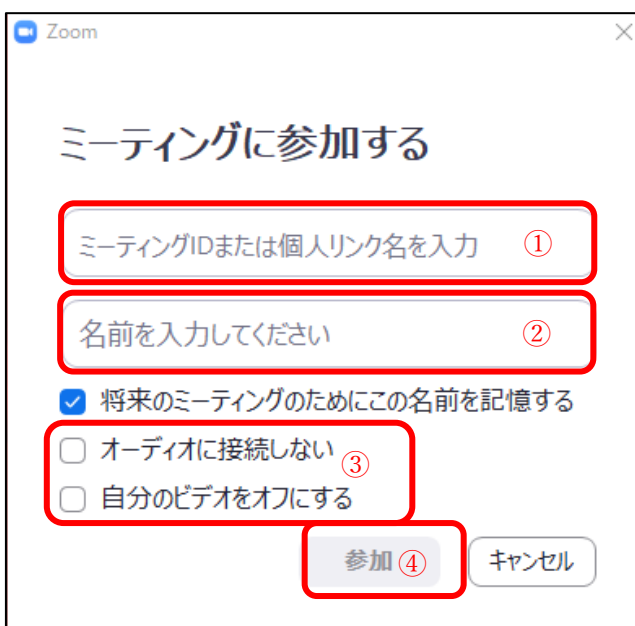 Zoom
ミーティングに参加する
ミーティングIDまたは個人リンク名を入力 ①
名前を入力してください ②
将来のミーティングのためにこの名前を記憶する
オーディオに接続しない ③
自分のビデオをオフにする
参加 ④ キャンセル